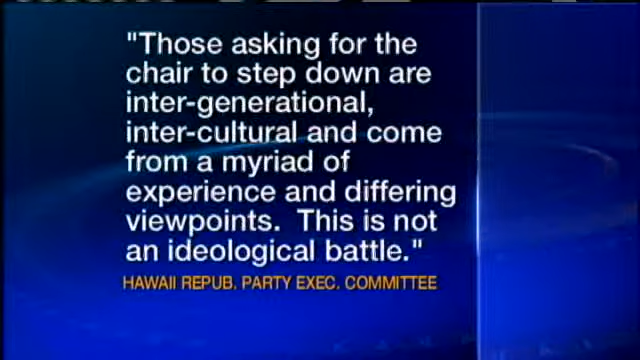 "Those asking for the
chair to step down are
inter-generational,
inter-cultural and come
from a myriad of
experience and differing
viewpoints.  This is not
an ideological battle."
HAWAII REPUB. PARTY EXEC. COMMITTEE